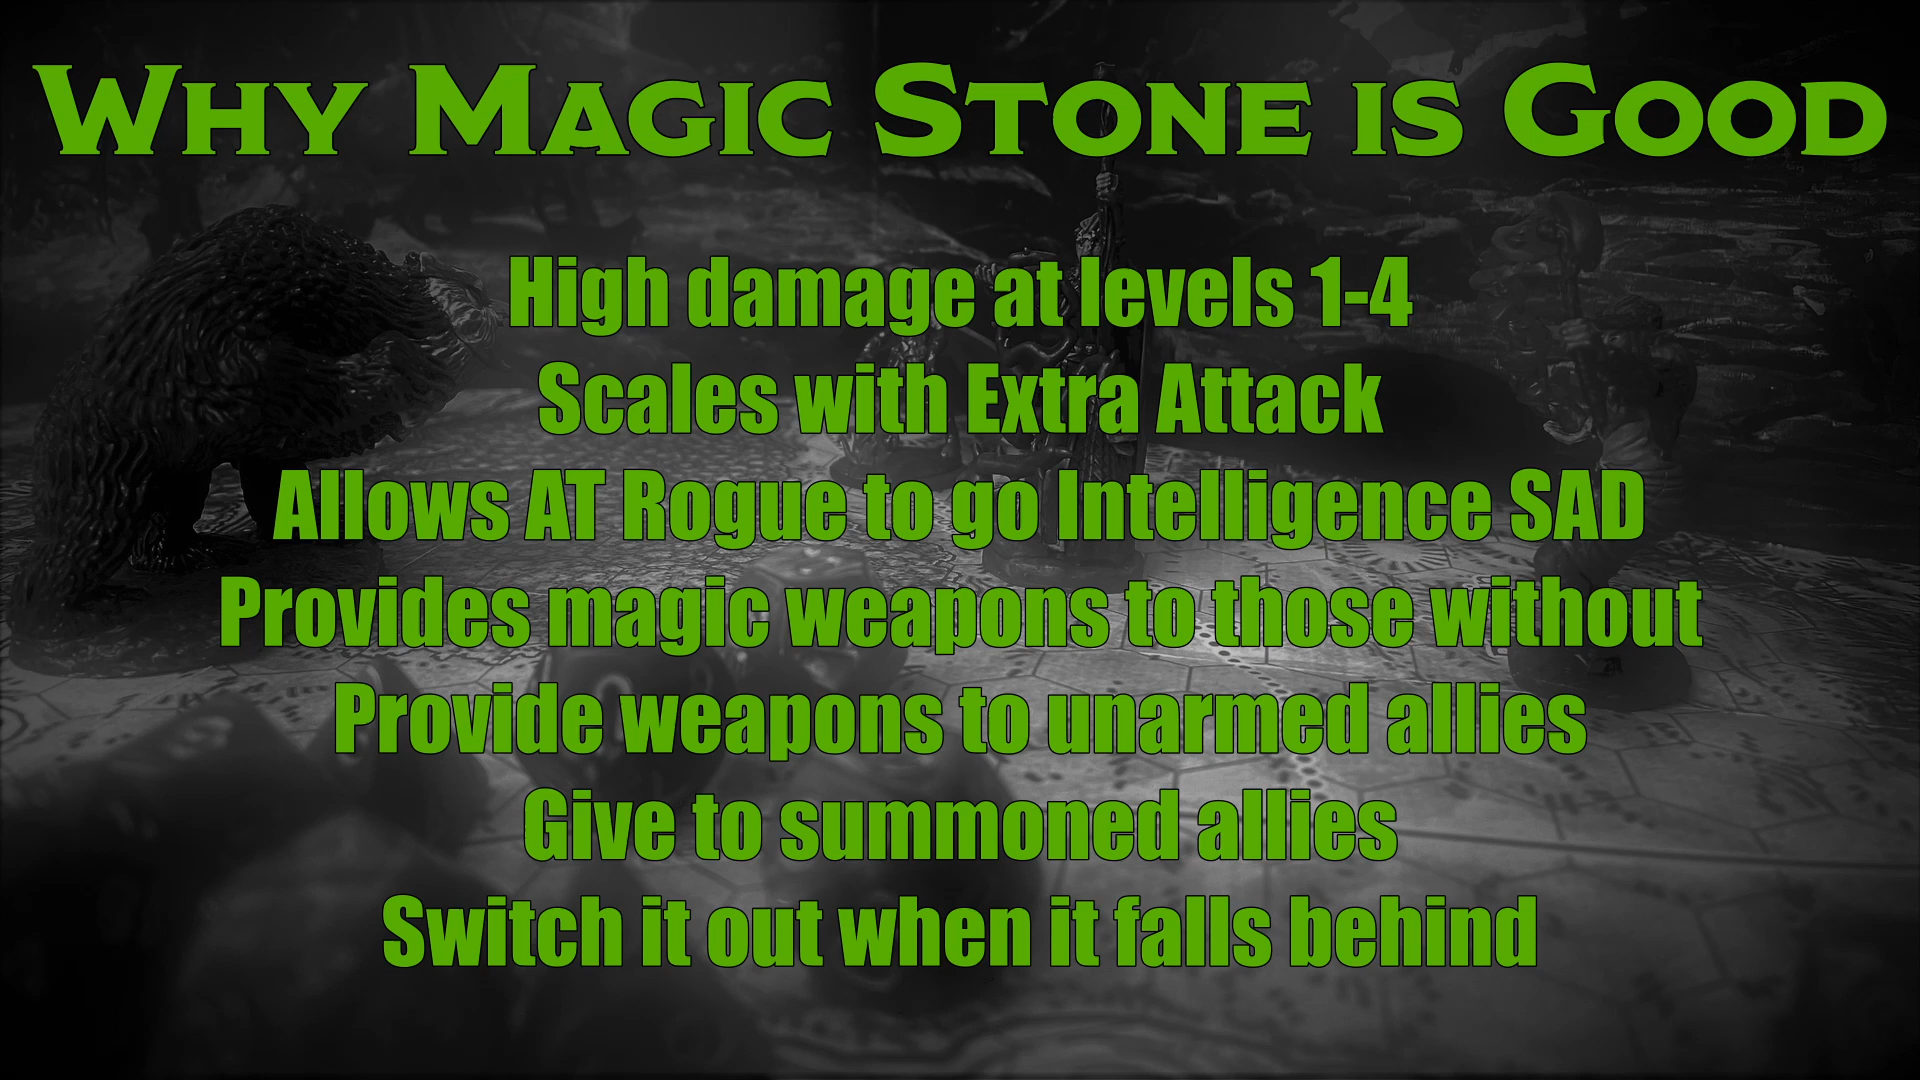 Why Magic Stone is Good
High damage at levels 1-4
Scales with Extra Attack
Allows AT Rogue to go Intelligence SAD
Provides magic weapons to those without
Provide weapons to unarmed allies
Give to summoned allies
Switch it out when it falls behind